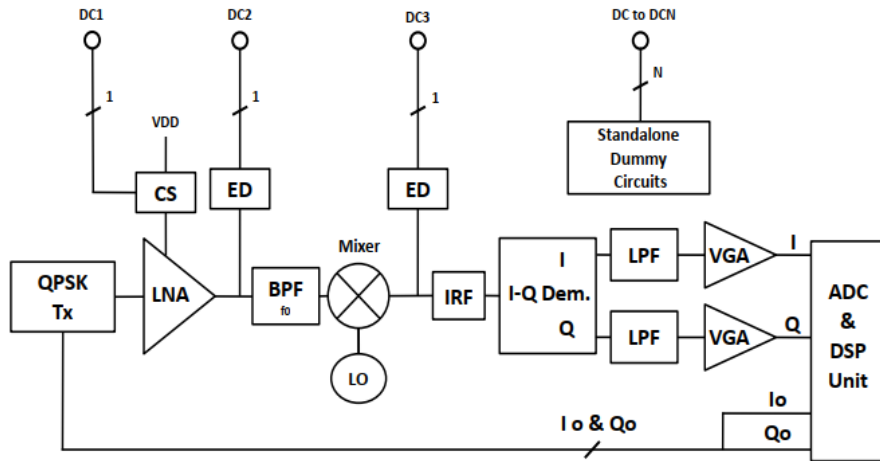 DC1
DC2
DC3
DC to DCN
1
1
1
N
VDD
Standalone
Dummy
Circuits
CS
ED
ED
Mixer
QPSK
Tx
LNA
BPF
fo
IRF
I
I-Q Dem.
Q
LPF
VGA
I
LPF
VGA
Q
ADC
&
DSP
Unit
LO
Io
I o & Qo
Qo